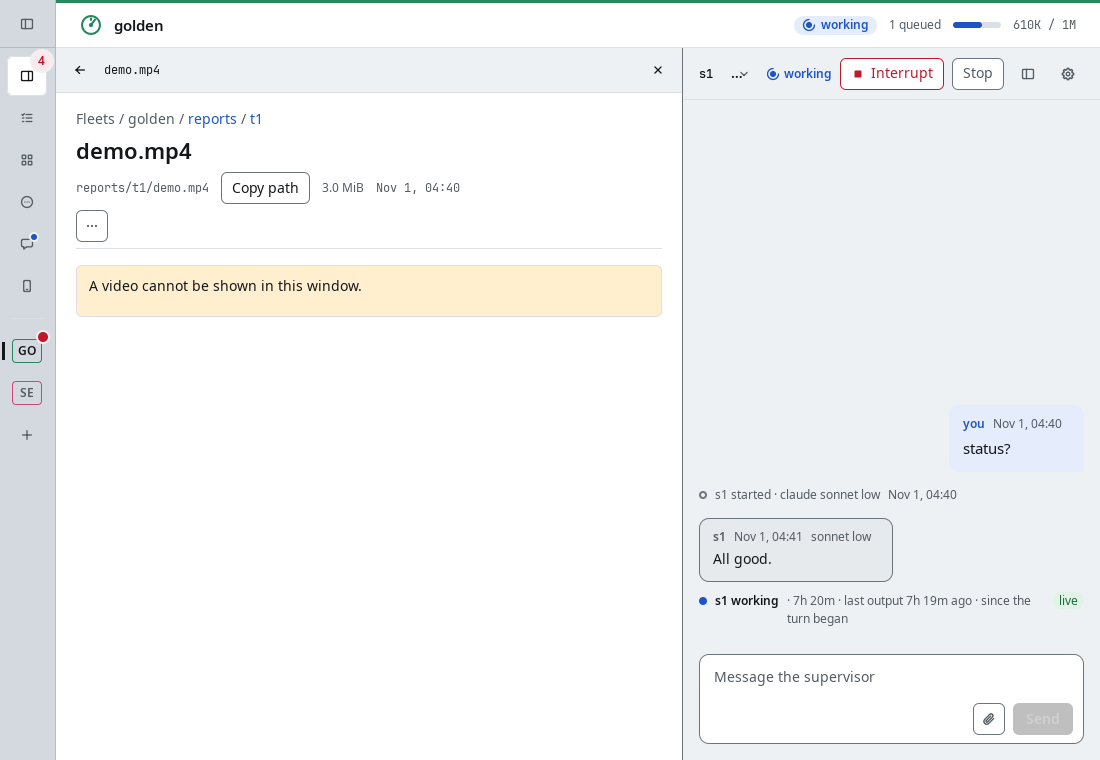 golden
working
1 queued
610K / 1M
4
demo.mp4
s1
...
working
Interrupt
Stop
Fleets / golden / reports / t1
demo.mp4
reports/t1/demo.mp4
Copy path
3.0 MiB
Nov 1, 04:40
...
A video cannot be shown in this window.
GO
SE
you Nov 1, 04:40
status?
s1 started · claude sonnet low Nov 1, 04:40
s1 Nov 1, 04:41 sonnet low
All good.
s1 working · 7h 20m · last output 7h 19m ago · since the
turn began
live
Message the supervisor
Send